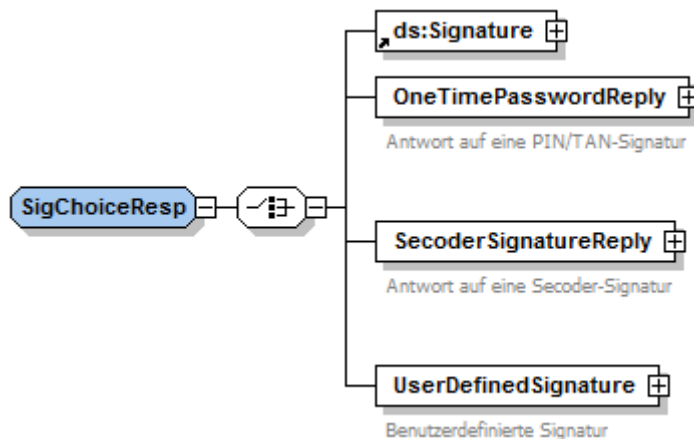 ds:Signature
OneTimePasswordReply
Antwort auf eine PIN/TAN-Signatur
SigChoiceResp
SecoderSignatureReply
Antwort auf eine Secoder-Signatur
UserDefinedSignature
Benutzerdefinierte Signatur